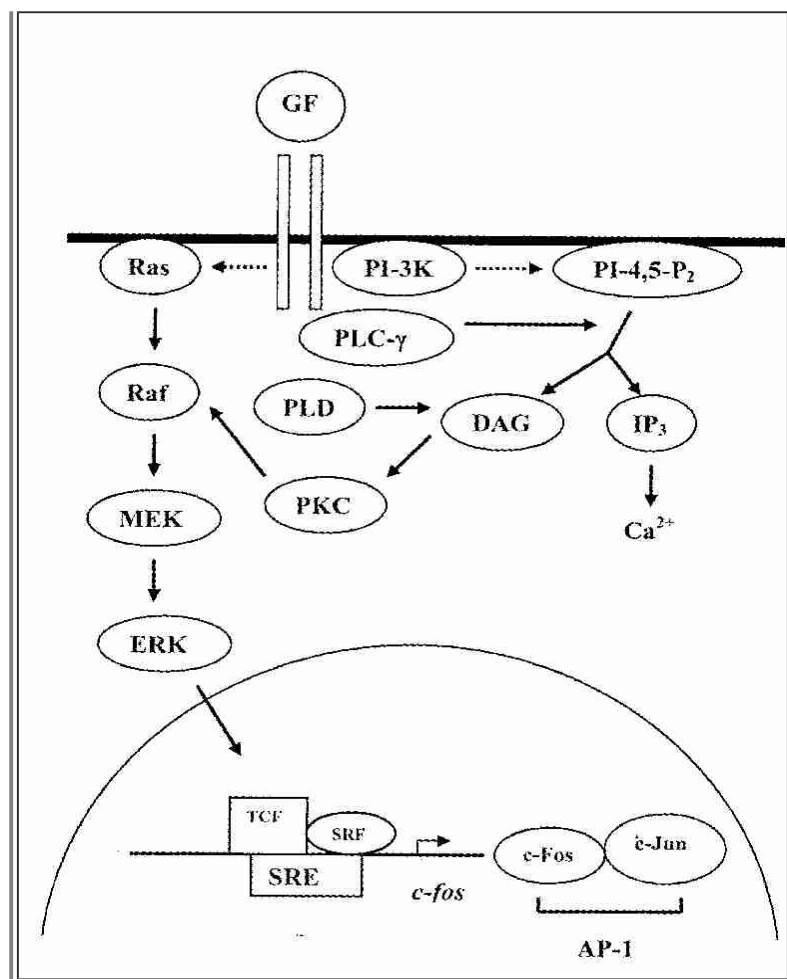 GF
Ras
PI-3K
PI-4,5-P₂
PLC-γ
Raf
PLD
DAG
IP₃
MEK
PKC
Ca²⁺
ERK
TCF
SRF
SRE
c-fos
c-Fos
c-Jun
AP-1